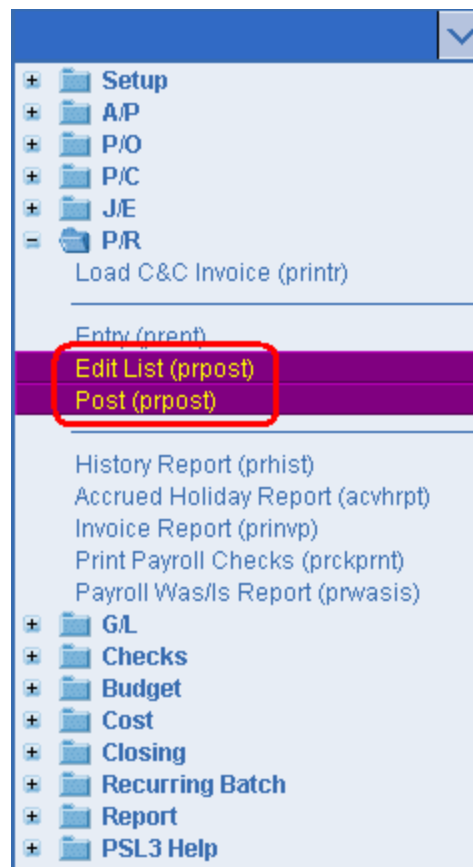 Setup
A/P
P/O
P/C
J/E
P/R
Load C&C Invoice (printr)
Entry (prent)
Edit List (prpost)
Post (prpost)
History Report (prhist)
Accrued Holiday Report (acvhrpt)
Invoice Report (prinvp)
Print Payroll Checks (prckprnt)
Payroll Was/Is Report (prwasis)
G/L
Checks
Budget
Cost
Closing
Recurring Batch
Report
PSL3 Help